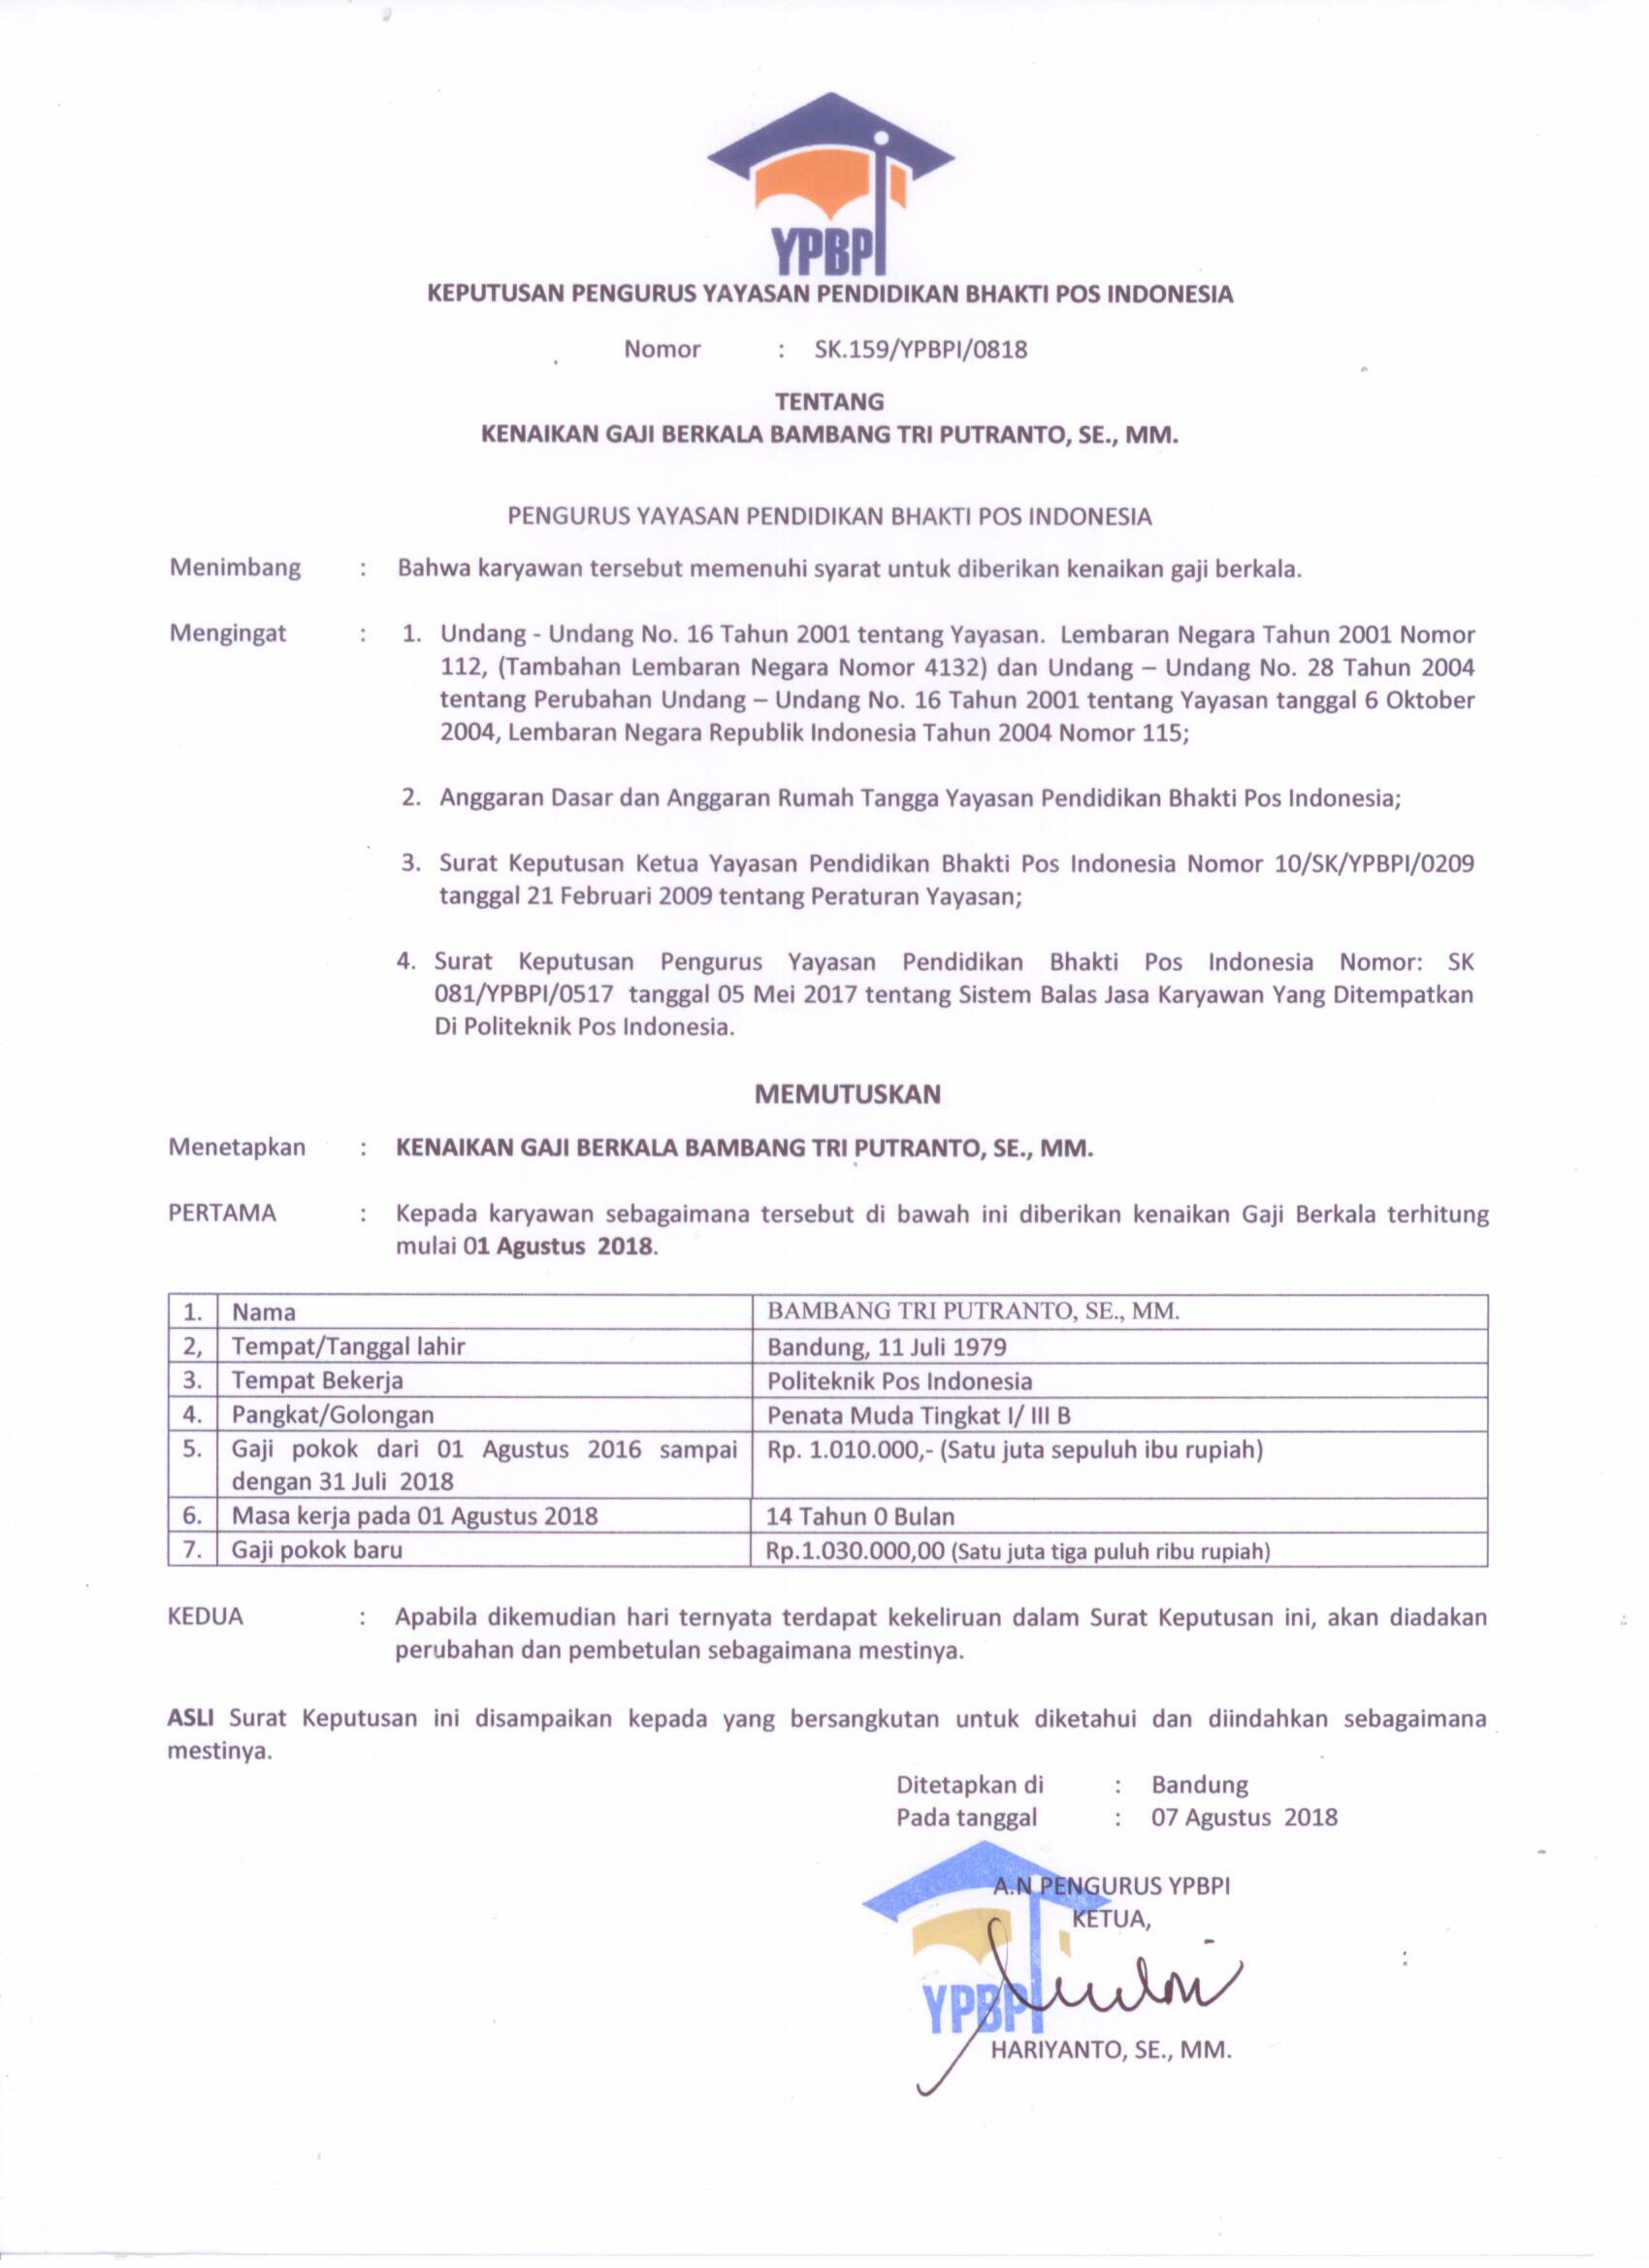 YPBPI
KEPUTUSAN PENGURUS YAYASAN PENDIDIKAN BHAKTI POS INDONESIA
Nomor : SK.159/YPBPI/0818
TENTANG
KENAIKAN GAJI BERKALA BAMBANG TRI PUTRANTO, SE., MM.
PENGURUS YAYASAN PENDIDIKAN BHAKTI POS INDONESIA
Menimbang : Bahwa karyawan tersebut memenuhi syarat untuk diberikan kenaikan gaji berkala.
Mengingat : 1. Undang - Undang No. 16 Tahun 2001 tentang Yayasan. Lembaran Negara Tahun 2001 Nomor
112, (Tambahan Lembaran Negara Nomor 4132) dan Undang – Undang No. 28 Tahun 2004
tentang Perubahan Undang – Undang No. 16 Tahun 2001 tentang Yayasan tanggal 6 Oktober
2004, Lembaran Negara Republik Indonesia Tahun 2004 Nomor 115;
2. Anggaran Dasar dan Anggaran Rumah Tangga Yayasan Pendidikan Bhakti Pos Indonesia;
3. Surat Keputusan Ketua Yayasan Pendidikan Bhakti Pos Indonesia Nomor 10/SK/YPBPI/0209
tanggal 21 Februari 2009 tentang Peraturan Yayasan;
4. Surat Keputusan Pengurus Yayasan Pendidikan Bhakti Pos Indonesia Nomor: SK
081/YPBPI/0517 tanggal 05 Mei 2017 tentang Sistem Balas Jasa Karyawan Yang Ditempatkan
Di Politeknik Pos Indonesia.
MEMUTUSKAN
Menetapkan : KENAIKAN GAJI BERKALA BAMBANG TRI PUTRANTO, SE., MM.
PERTAMA : Kepada karyawan sebagaimana tersebut di bawah ini diberikan kenaikan Gaji Berkala terhitung
mulai 01 Agustus 2018.
1. Nama BAMBANG TRI PUTRANTO, SE., MM.
2, Tempat/Tanggal lahir Bandung, 11 Juli 1979
3. Tempat Bekerja Politeknik Pos Indonesia
4. Pangkat/Golongan Penata Muda Tingkat I/ III B
5. Gaji pokok dari 01 Agustus 2016 sampai Rp. 1.010.000,- (Satu juta sepuluh ibu rupiah)
dengan 31 Juli 2018
6. Masa kerja pada 01 Agustus 2018 14 Tahun 0 Bulan
7. Gaji pokok baru Rp.1.030.000,00 (Satu juta tiga puluh ribu rupiah)
KEDUA : Apabila dikemudian hari ternyata terdapat kekeliruan dalam Surat Keputusan ini, akan diadakan
perubahan dan pembetulan sebagaimana mestinya.
ASLI Surat Keputusan ini disampaikan kepada yang bersangkutan untuk diketahui dan diindahkan sebagaimana
mestinya.
Ditetapkan di : Bandung
Pada tanggal : 07 Agustus 2018
A.N PENGURUS YPBPI
KETUA,
YPBPI
HARIYANTO, SE., MM.